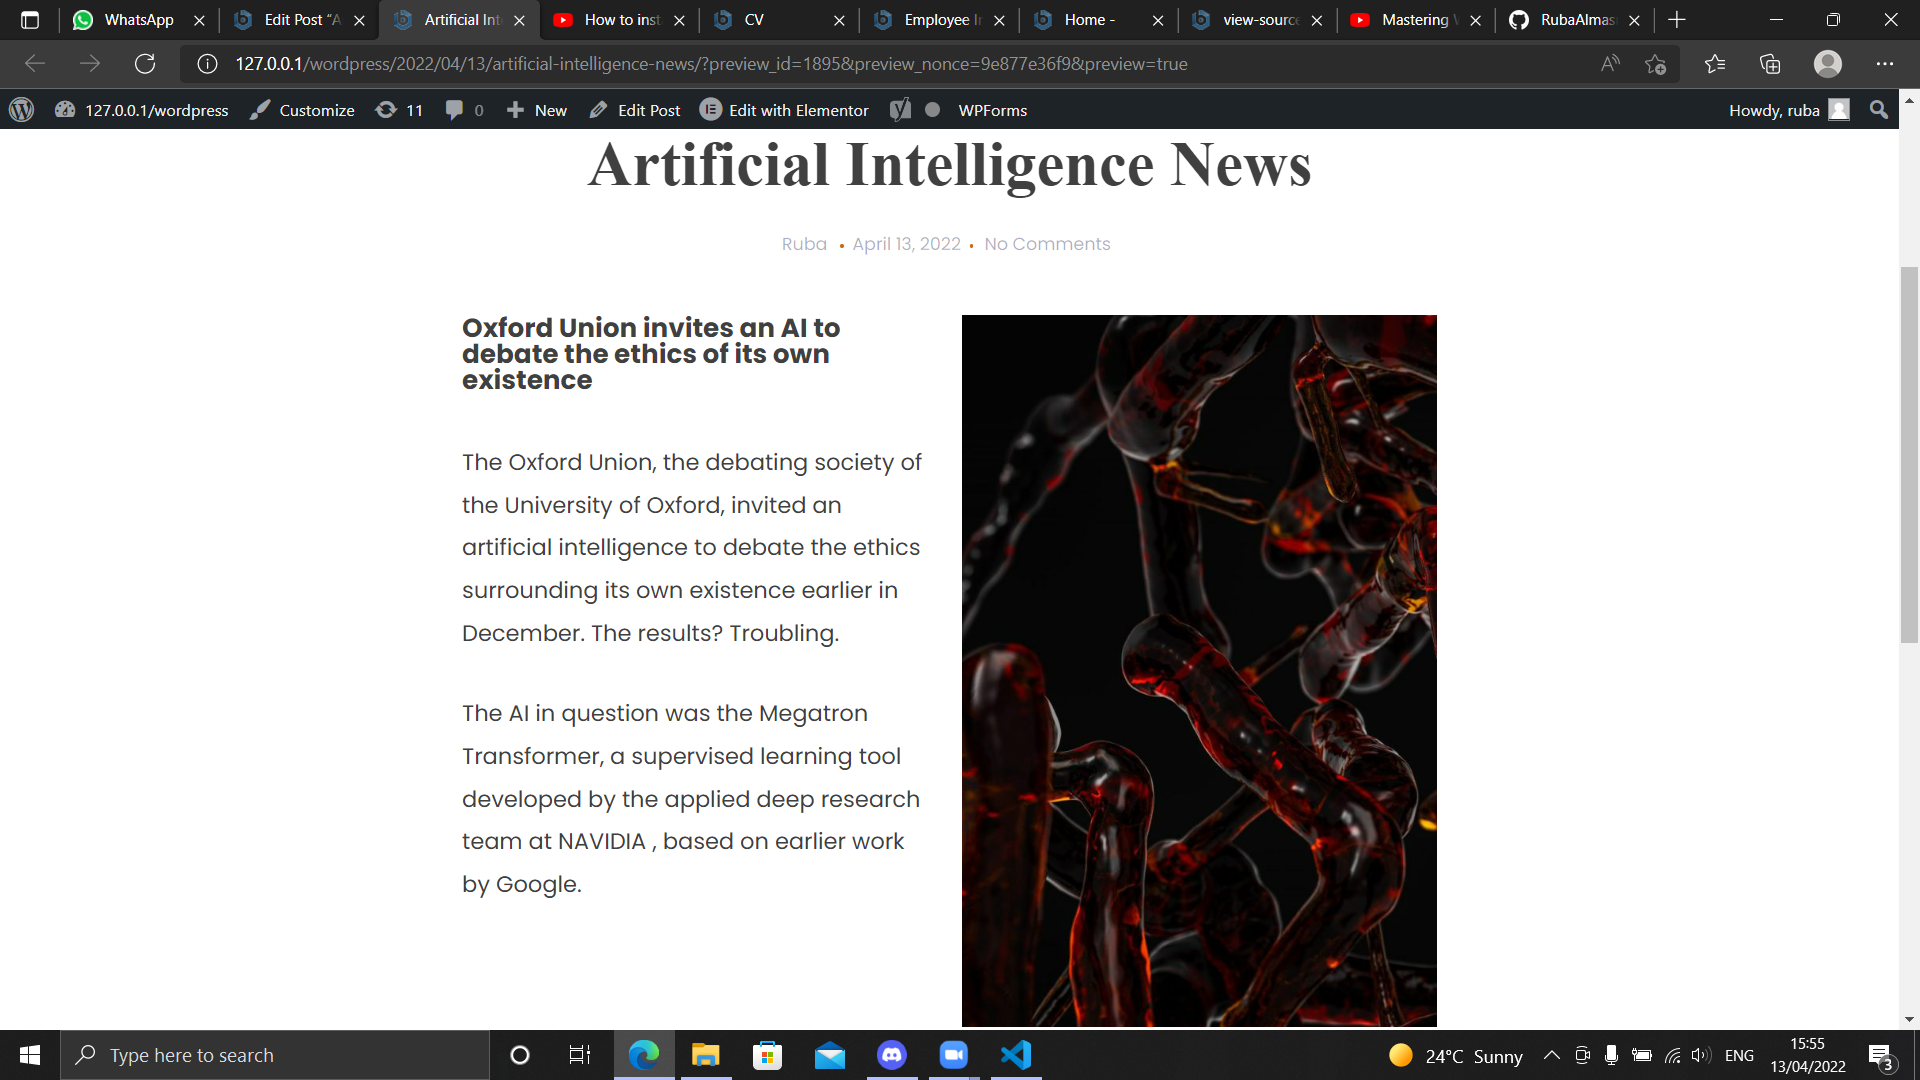 WhatsApp
Edit Post “A
Artificial Int
How to inst
CV
Employee I
Home -
view-source
Mastering
RubaAlmas
127.0.0.1/wordpress/2022/04/13/artificial-intelligence-news/?preview_id=1895&preview_nonce=9e877e36f9&preview=true
127.0.0.1/wordpress
Customize
11
0
New
Edit Post
Edit with Elementor
WPForms
Howdy, ruba
Artificial Intelligence News
Ruba • April 13, 2022 • No Comments
Oxford Union invites an AI to
debate the ethics of its own
existence
The Oxford Union, the debating society of
the University of Oxford, invited an
artificial intelligence to debate the ethics
surrounding its own existence earlier in
December. The results? Troubling.
The AI in question was the Megatron
Transformer, a supervised learning tool
developed by the applied deep research
team at NAVIDIA , based on earlier work
by Google.
Type here to search
24°C Sunny
ENG
15:55
13/04/2022
3